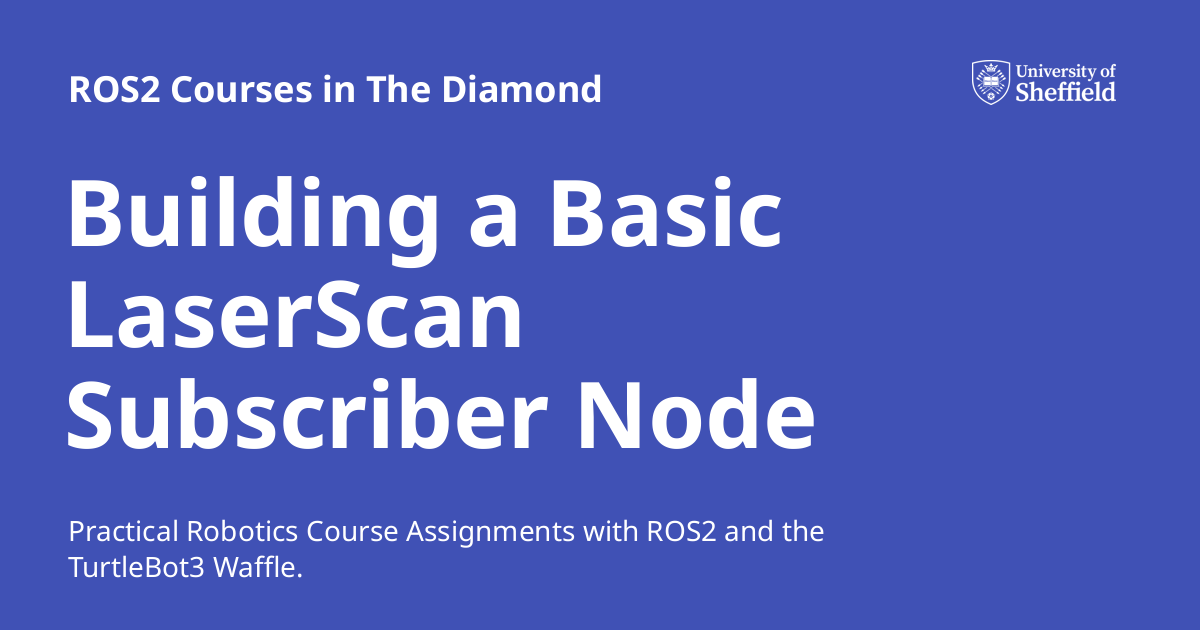 ROS2 Courses in The Diamond
University of
Sheffield
Building a Basic
LaserScan
Subscriber Node
Practical Robotics Course Assignments with ROS2 and the
TurtleBot3 Waffle.